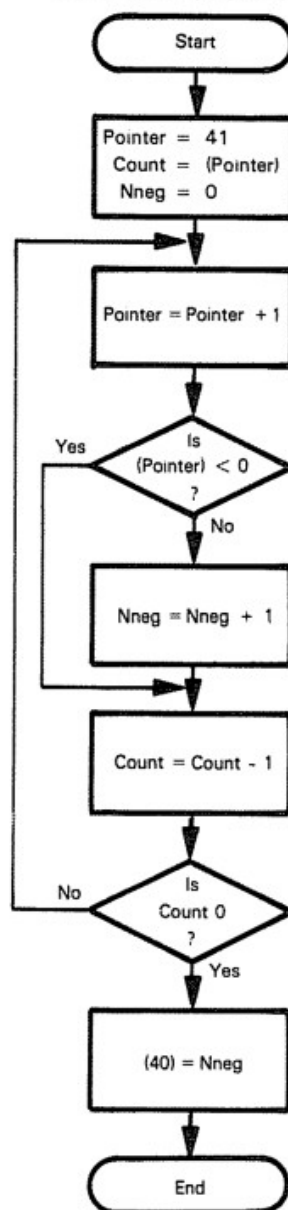 Start
Pointer = 41
Count = (Pointer)
Nneg = 0
Pointer = Pointer + 1
Is
Yes
(Pointer) < 0
?
No
Nneg = Nneg + 1
Count = Count - 1
Is
No
Count 0
?
Yes
(40) = Nneg
End